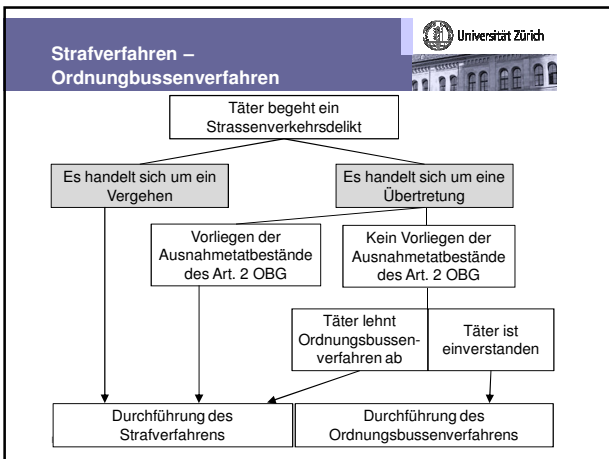 Strafverfahren –
Ordnungbussenverfahren
Universität Zürich
Täter begeht ein
Strassenverkehrsdelikt
Es handelt sich um ein
Vergehen
Es handelt sich um eine
Übertretung
Vorliegen der
Ausnahmetatbestände
des Art. 2 OBG
Kein Vorliegen der
Ausnahmetatbestände
des Art. 2 OBG
Täter lehnt
Ordnungsbussen-
verfahren ab
Täter ist
einverstanden
Durchführung des
Strafverfahrens
Durchführung des
Ordnungsbussenverfahrens